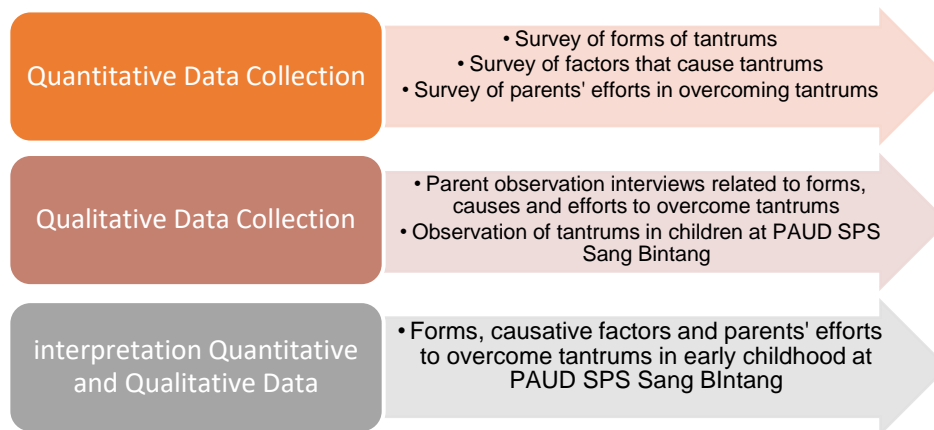 Quantitative Data Collection
• Survey of forms of tantrums
• Survey of factors that cause tantrums
• Survey of parents' efforts in overcoming tantrums
Qualitative Data Collection
• Parent observation interviews related to forms,
causes and efforts to overcome tantrums
• Observation of tantrums in children at PAUD SPS
Sang Bintang
interpretation Quantitative
and Qualitative Data
• Forms, causative factors and parents' efforts
to overcome tantrums in early childhood at
PAUD SPS Sang BIntang